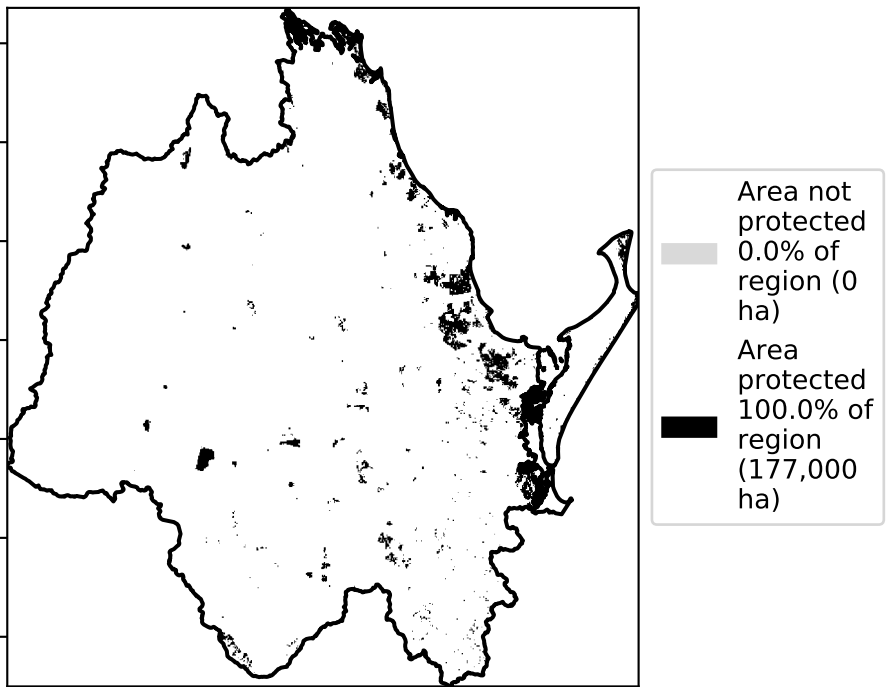 Area not
protected
0.0% of
region (0
ha)
Area
protected
100.0% of
region
(177,000
ha)